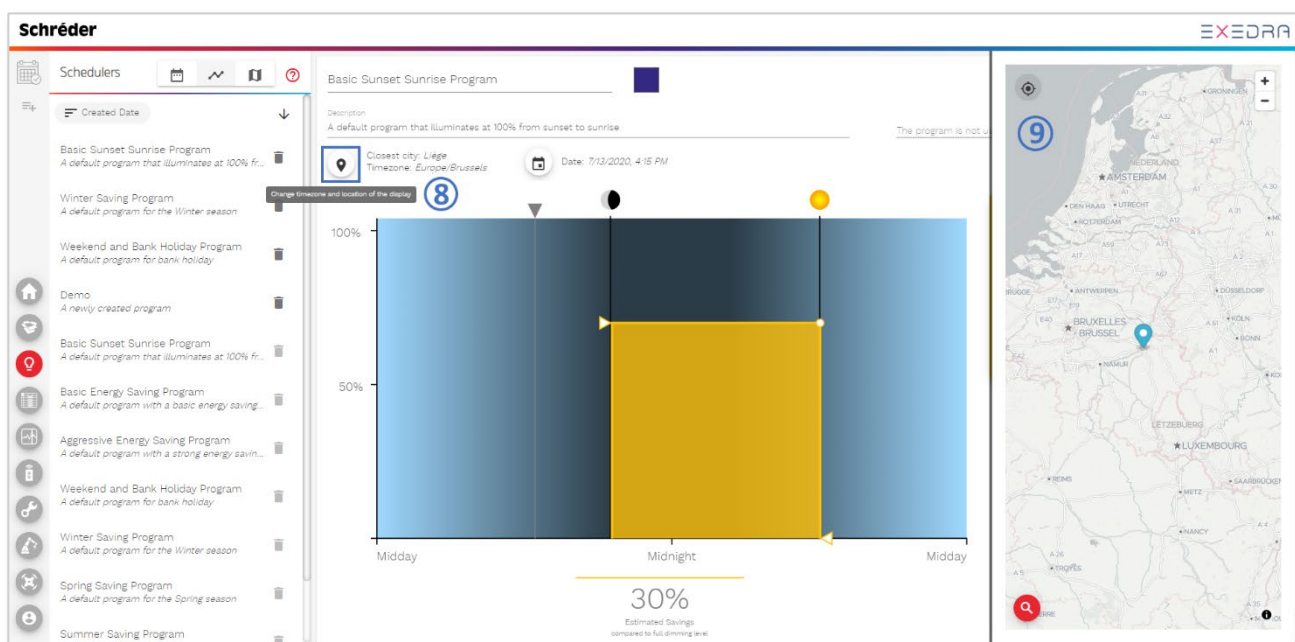 Schréder
EXEDRA
Schedulers
Created Date
Basic Sunset Sunrise Program
A default program that illuminates at 100% fr...
Winter Saving Program
A default program for the Winter season
Weekend and Bank Holiday Program
A default program for bank holiday
Demo
A newly created program
Basic Sunset Sunrise Program
A default program that illuminates at 100% fr...
Basic Energy Saving Program
A default program with a basic energy saving...
Aggressive Energy Saving Program
A default program with a strong energy savin...
Weekend and Bank Holiday Program
A default program for bank holiday
Winter Saving Program
A default program for the Winter season
Spring Saving Program
A default program for the Spring season
Summer Saving Program
Basic Sunset Sunrise Program
Description
A default program that illuminates at 100% from sunset to sunrise
The program is not us
Closest city: Liège
Timezone: Europe/Brussels
Date: 7/13/2020, 4:15 PM
Change timezone and location of the display
8
100%
50%
Midday
Midnight
Midday
30%
Estimated Savings
compared to full dimming level
9
+
-
GRONINGEN
NEDERLAND
AMSTERDAM
DEN HAAG
UTRECHT
ROTTERDAM
ANTWERPEN
DÜSSELDORF
BRUGGE
BRUXELLES
BRUSSEL
KÖLN
BONN
NAMUR
LËTZEBUERG
LUXEMBOURG
REIMS
SAARBRÜCKEN
METZ
NANCY
TROYES